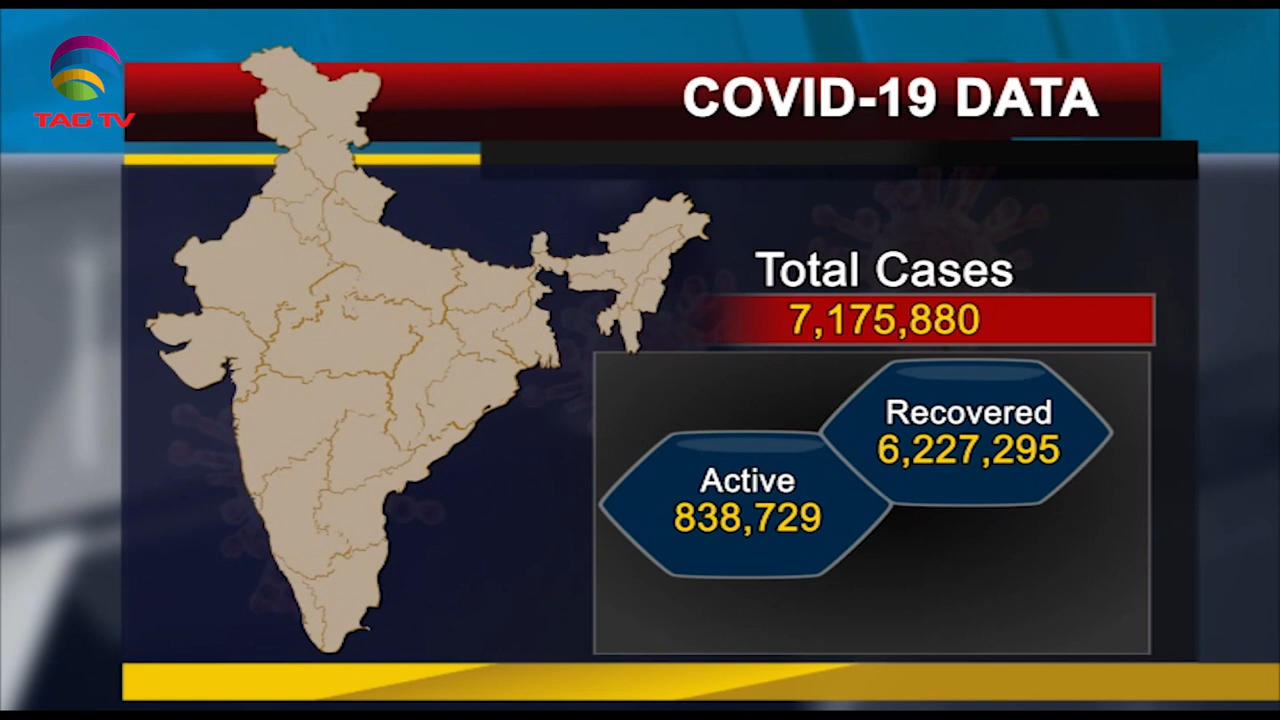 TAG TV
COVID-19 DATA
Total Cases
7,175,880
Recovered
6,227,295
Active
838,729